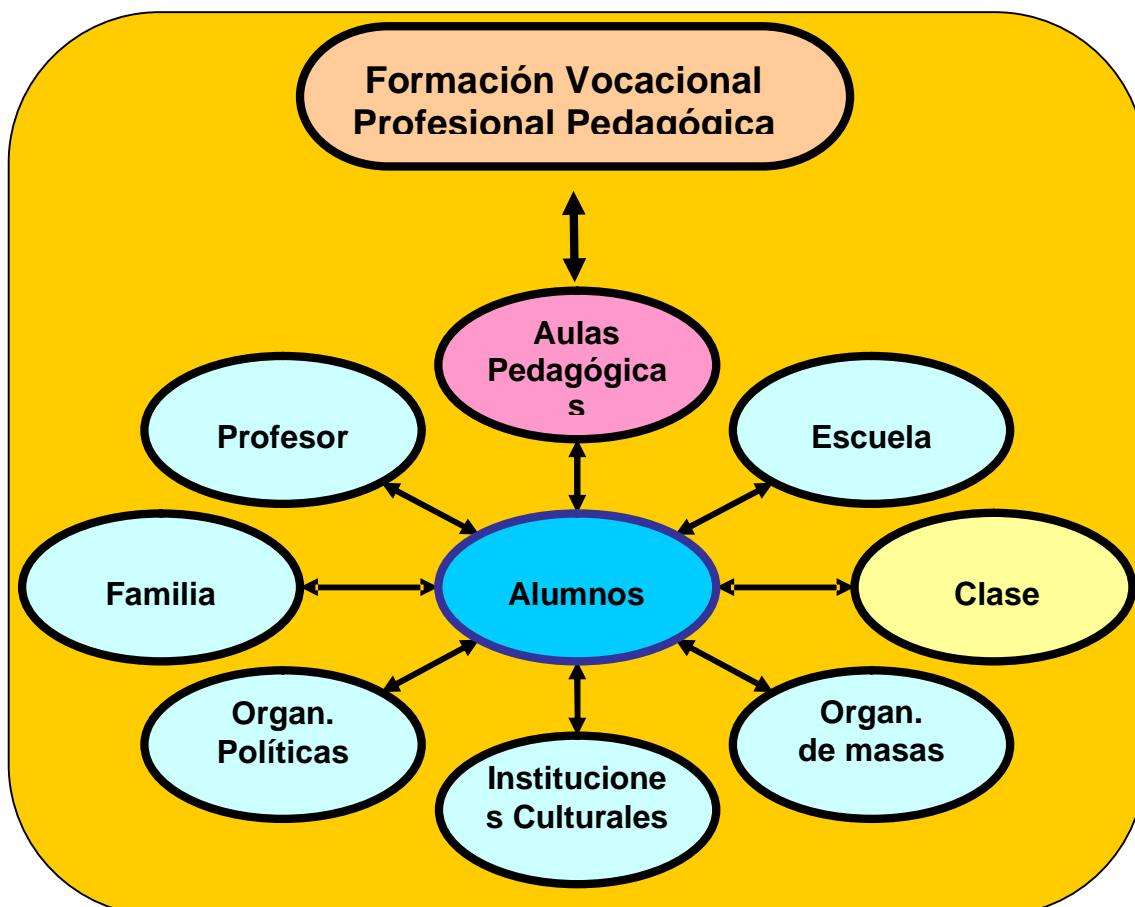 Formación Vocacional
Profesional Pedagógica
Aulas
Pedagógica
s
Profesor
Escuela
Familia
Alumnos
Clase
Organ.
Políticas
Organ.
de masas
Institucione
s Culturales